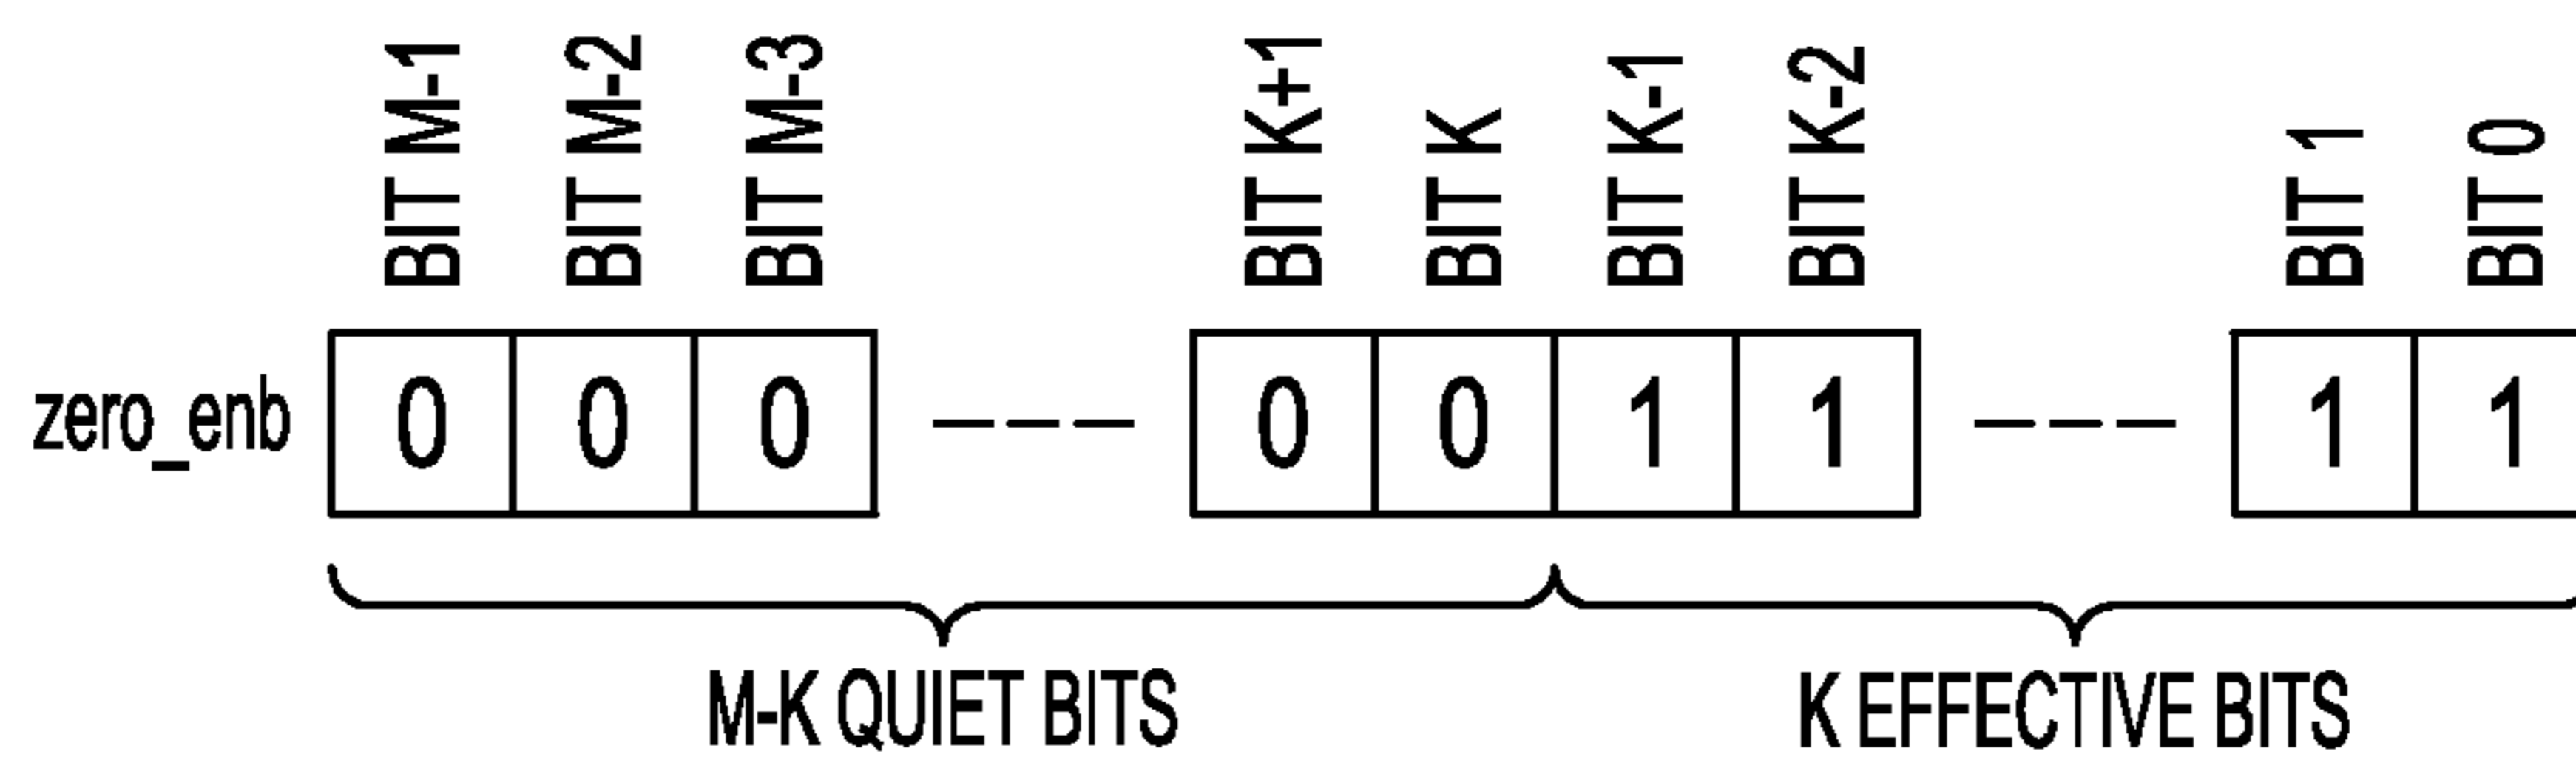 BIT M-1 BIT M-2 BIT M-3 BIT K+1 BIT K BIT K-1 BIT K-2 BIT 1 BIT 0
zero_enb 0 0 0 --- 0 0 1 1 --- 1 1
M-K QUIET BITS K EFFECTIVE BITS